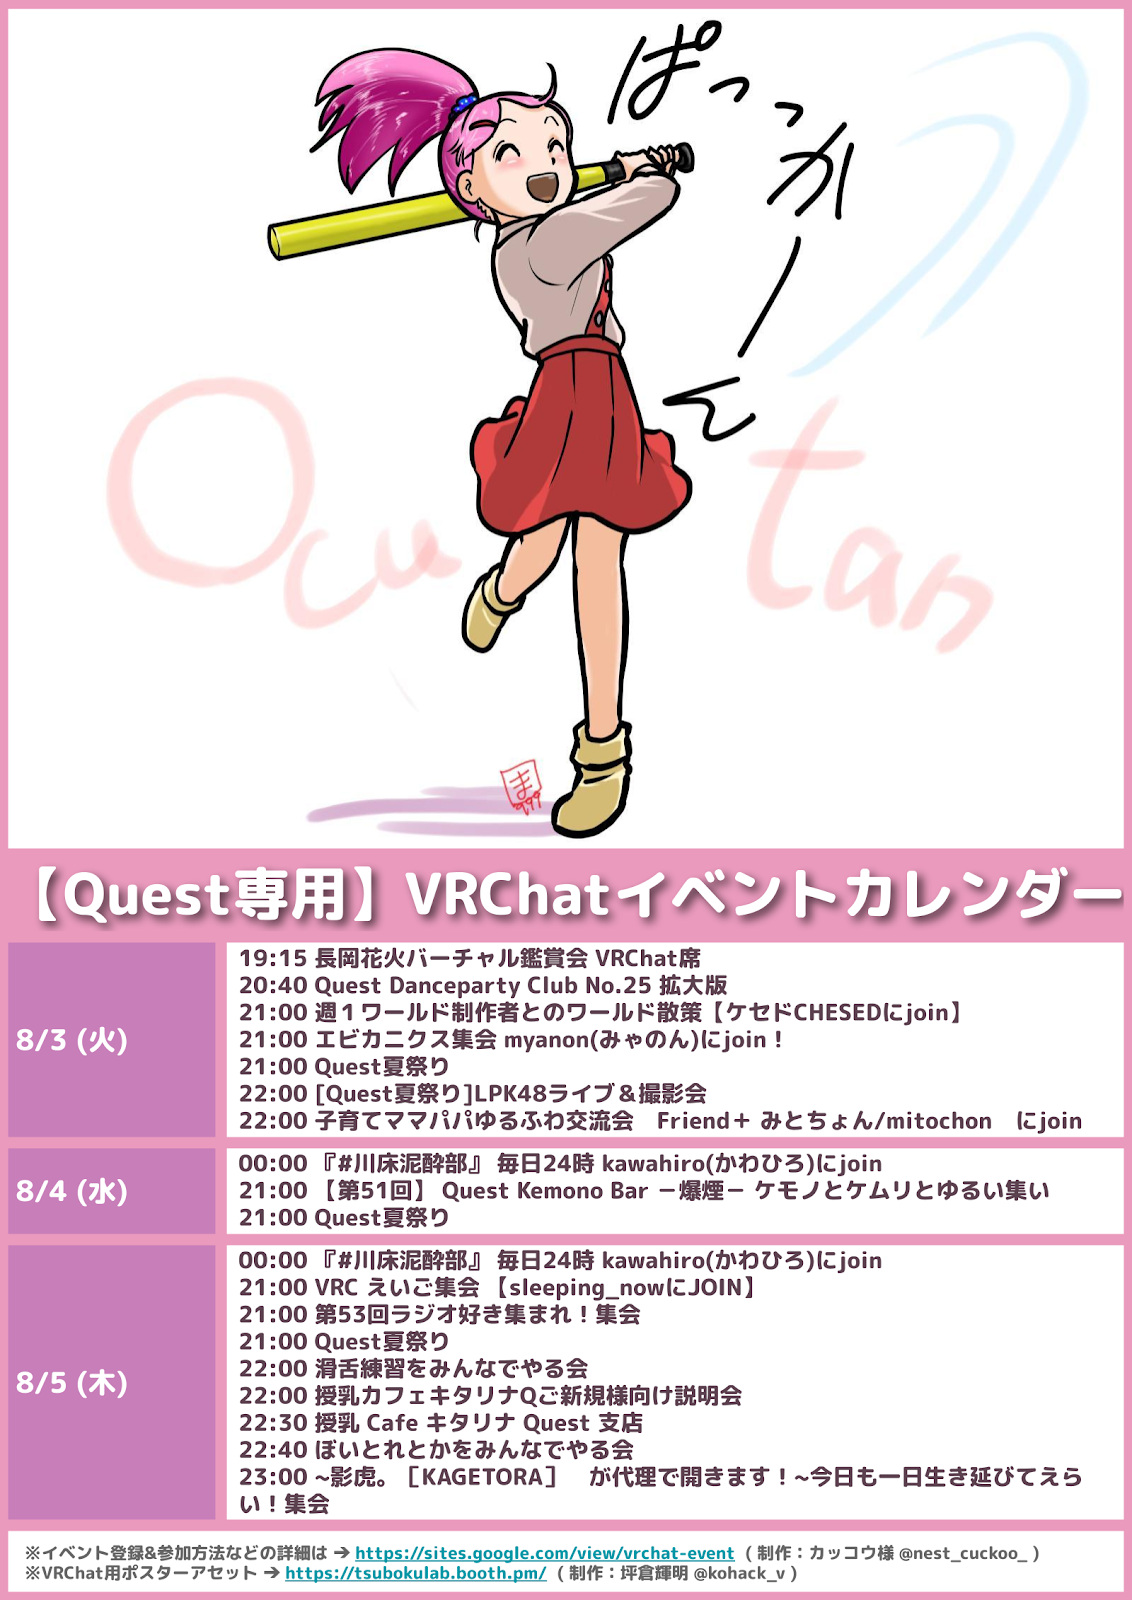 ぱっっかーん
Ocu tan
ま
999
【Quest専用】VRChatイベントカレンダー
8/3 (火)
19:15 長岡花火バーチャル鑑賞会 VRChat席
20:40 Quest Danceparty Club No.25 拡大版
21:00 週１ワールド制作者とのワールド散策【ケセドCHESEDにjoin】
21:00 エビカニクス集会 myanon(みゃのん)にjoin！
21:00 Quest夏祭り
22:00 [Quest夏祭り]LPK48ライブ＆撮影会
22:00 子育てママパパゆるふわ交流会　Friend＋ みとちょん/mitochon　にjoin
8/4 (水)
00:00 『#川床泥酔部』 毎日24時 kawahiro(かわひろ)にjoin
21:00 【第51回】 Quest Kemono Bar －爆煙－ ケモノとケムリとゆるい集い
21:00 Quest夏祭り
8/5 (木)
00:00 『#川床泥酔部』 毎日24時 kawahiro(かわひろ)にjoin
21:00 VRC えいご集会 【sleeping_nowにJOIN】
21:00 第53回ラジオ好き集まれ！集会
21:00 Quest夏祭り
22:00 滑舌練習をみんなでやる会
22:00 授乳カフェキタリナQご新規様向け説明会
22:30 授乳 Cafe キタリナ Quest 支店
22:40 ぼいとれとかをみんなでやる会
23:00 ~影虎。［KAGETORA］　が代理で開きます！~今日も一日生き延びてえら
い！集会
※イベント登録&参加方法などの詳細は ➔ https://sites.google.com/view/vrchat-event （ 制作：カッコウ様 @nest_cuckoo_ ）
※VRChat用ポスターアセット ➔ https://tsubokulab.booth.pm/ （ 制作：坪倉輝明 @kohack_v ）